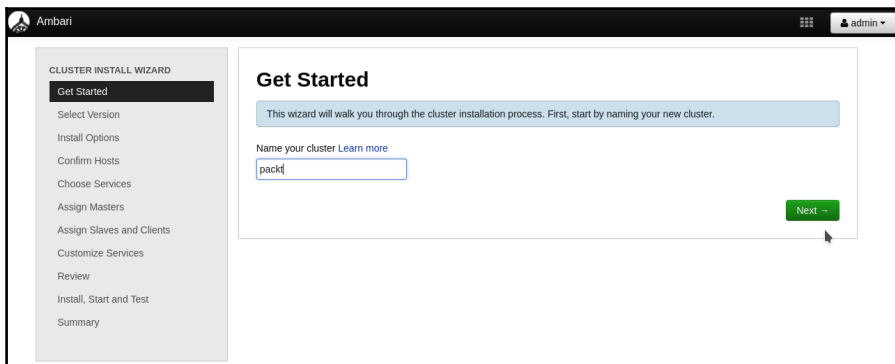 Ambari
admin
CLUSTER INSTALL WIZARD
Get Started
Select Version
Install Options
Confirm Hosts
Choose Services
Assign Masters
Assign Slaves and Clients
Customize Services
Review
Install, Start and Test
Summary
Get Started
This wizard will walk you through the cluster installation process. First, start by naming your new cluster.
Name your cluster Learn more
packt
Next →